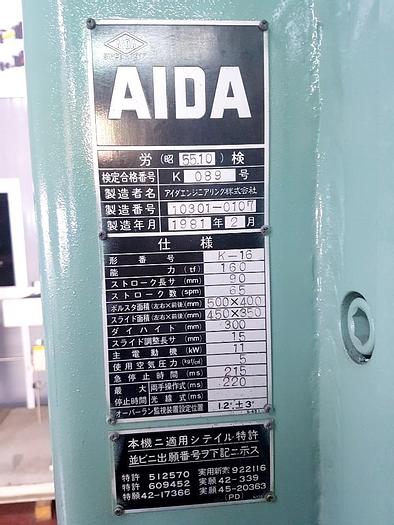 AIDA
労(昭 55.10)検
検定合格番号 K 089 号
製造者名 アイダエンジニアリング株式会社
製造番号 10301-0107
製造年月 1981年2月
仕様
形番号 K-16
能力(tf) 160
ストローク長サ(mm) 90
ストローク数(spm) 65
ボルスタ面積(左右×前後)(mm) 500×400
スライド面積(左右×前後)(mm) 450×350
ダイハイト(mm) 300
スライド調整長サ(mm) 15
主電動機(kW) 11
使用空気圧力(kgf/cm²) 5
急停止時間(ms) 215
最大停止時間 両手操作式(ms) 220
光線式(ms)
オーバーラン監視装置設定位置 12°±3°
本機ニ適用シテイル特許
並ビニ出願番号ヲ下記ニ示ス
特許 512570 実用新案 922116
特許 609452 実願 42-339
特願 42-17366 実願 45-20363
(PD)